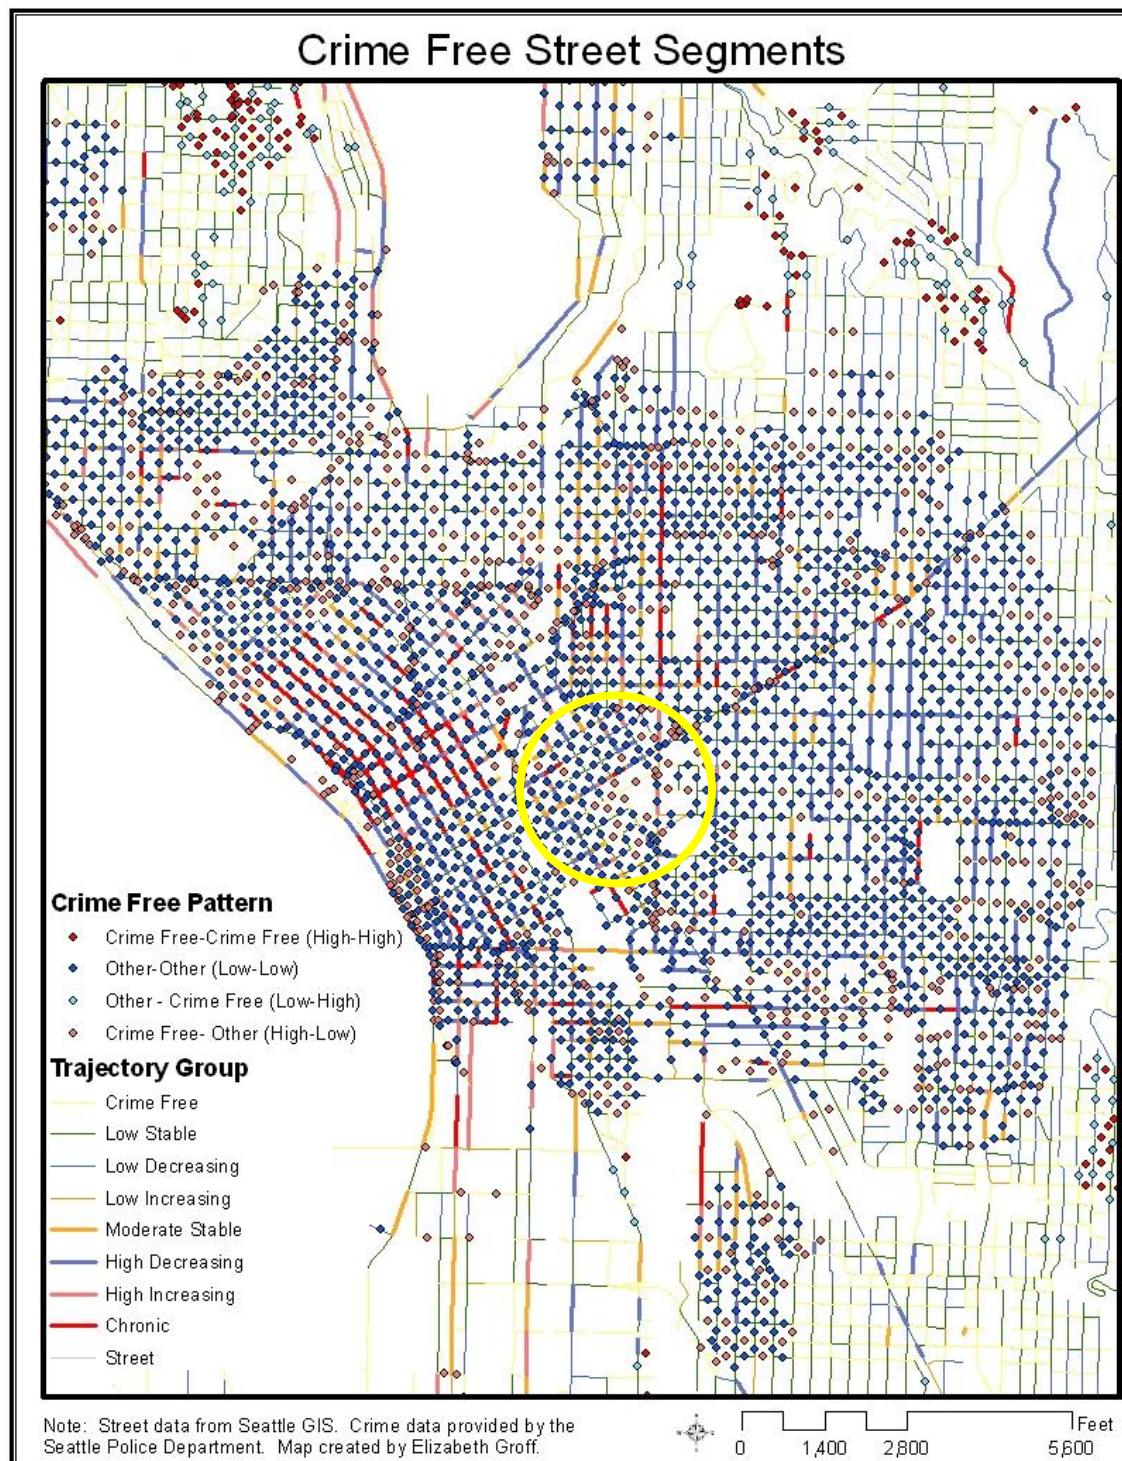 Crime Free Street Segments
Crime Free Pattern
Crime Free-Crime Free (High-High)
Other-Other (Low-Low)
Other - Crime Free (Low-High)
Crime Free- Other (High-Low)
Trajectory Group
Crime Free
Low Stable
Low Decreasing
Low Increasing
Moderate Stable
High Decreasing
High Increasing
Chronic
Street
Note: Street data from Seattle GIS. Crime data provided by the
Seattle Police Department. Map created by Elizabeth Groff.
Feet
0 1,400 2,800 5,600